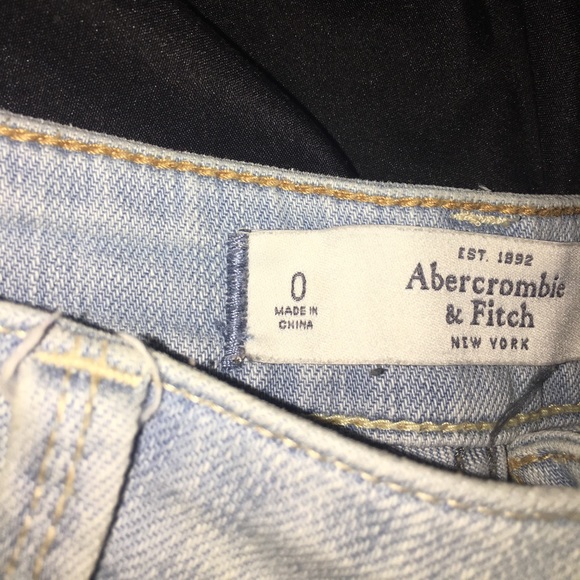 0
MADE IN
CHINA
EST. 1892
Abercrombie
& Fitch
NEW YORK